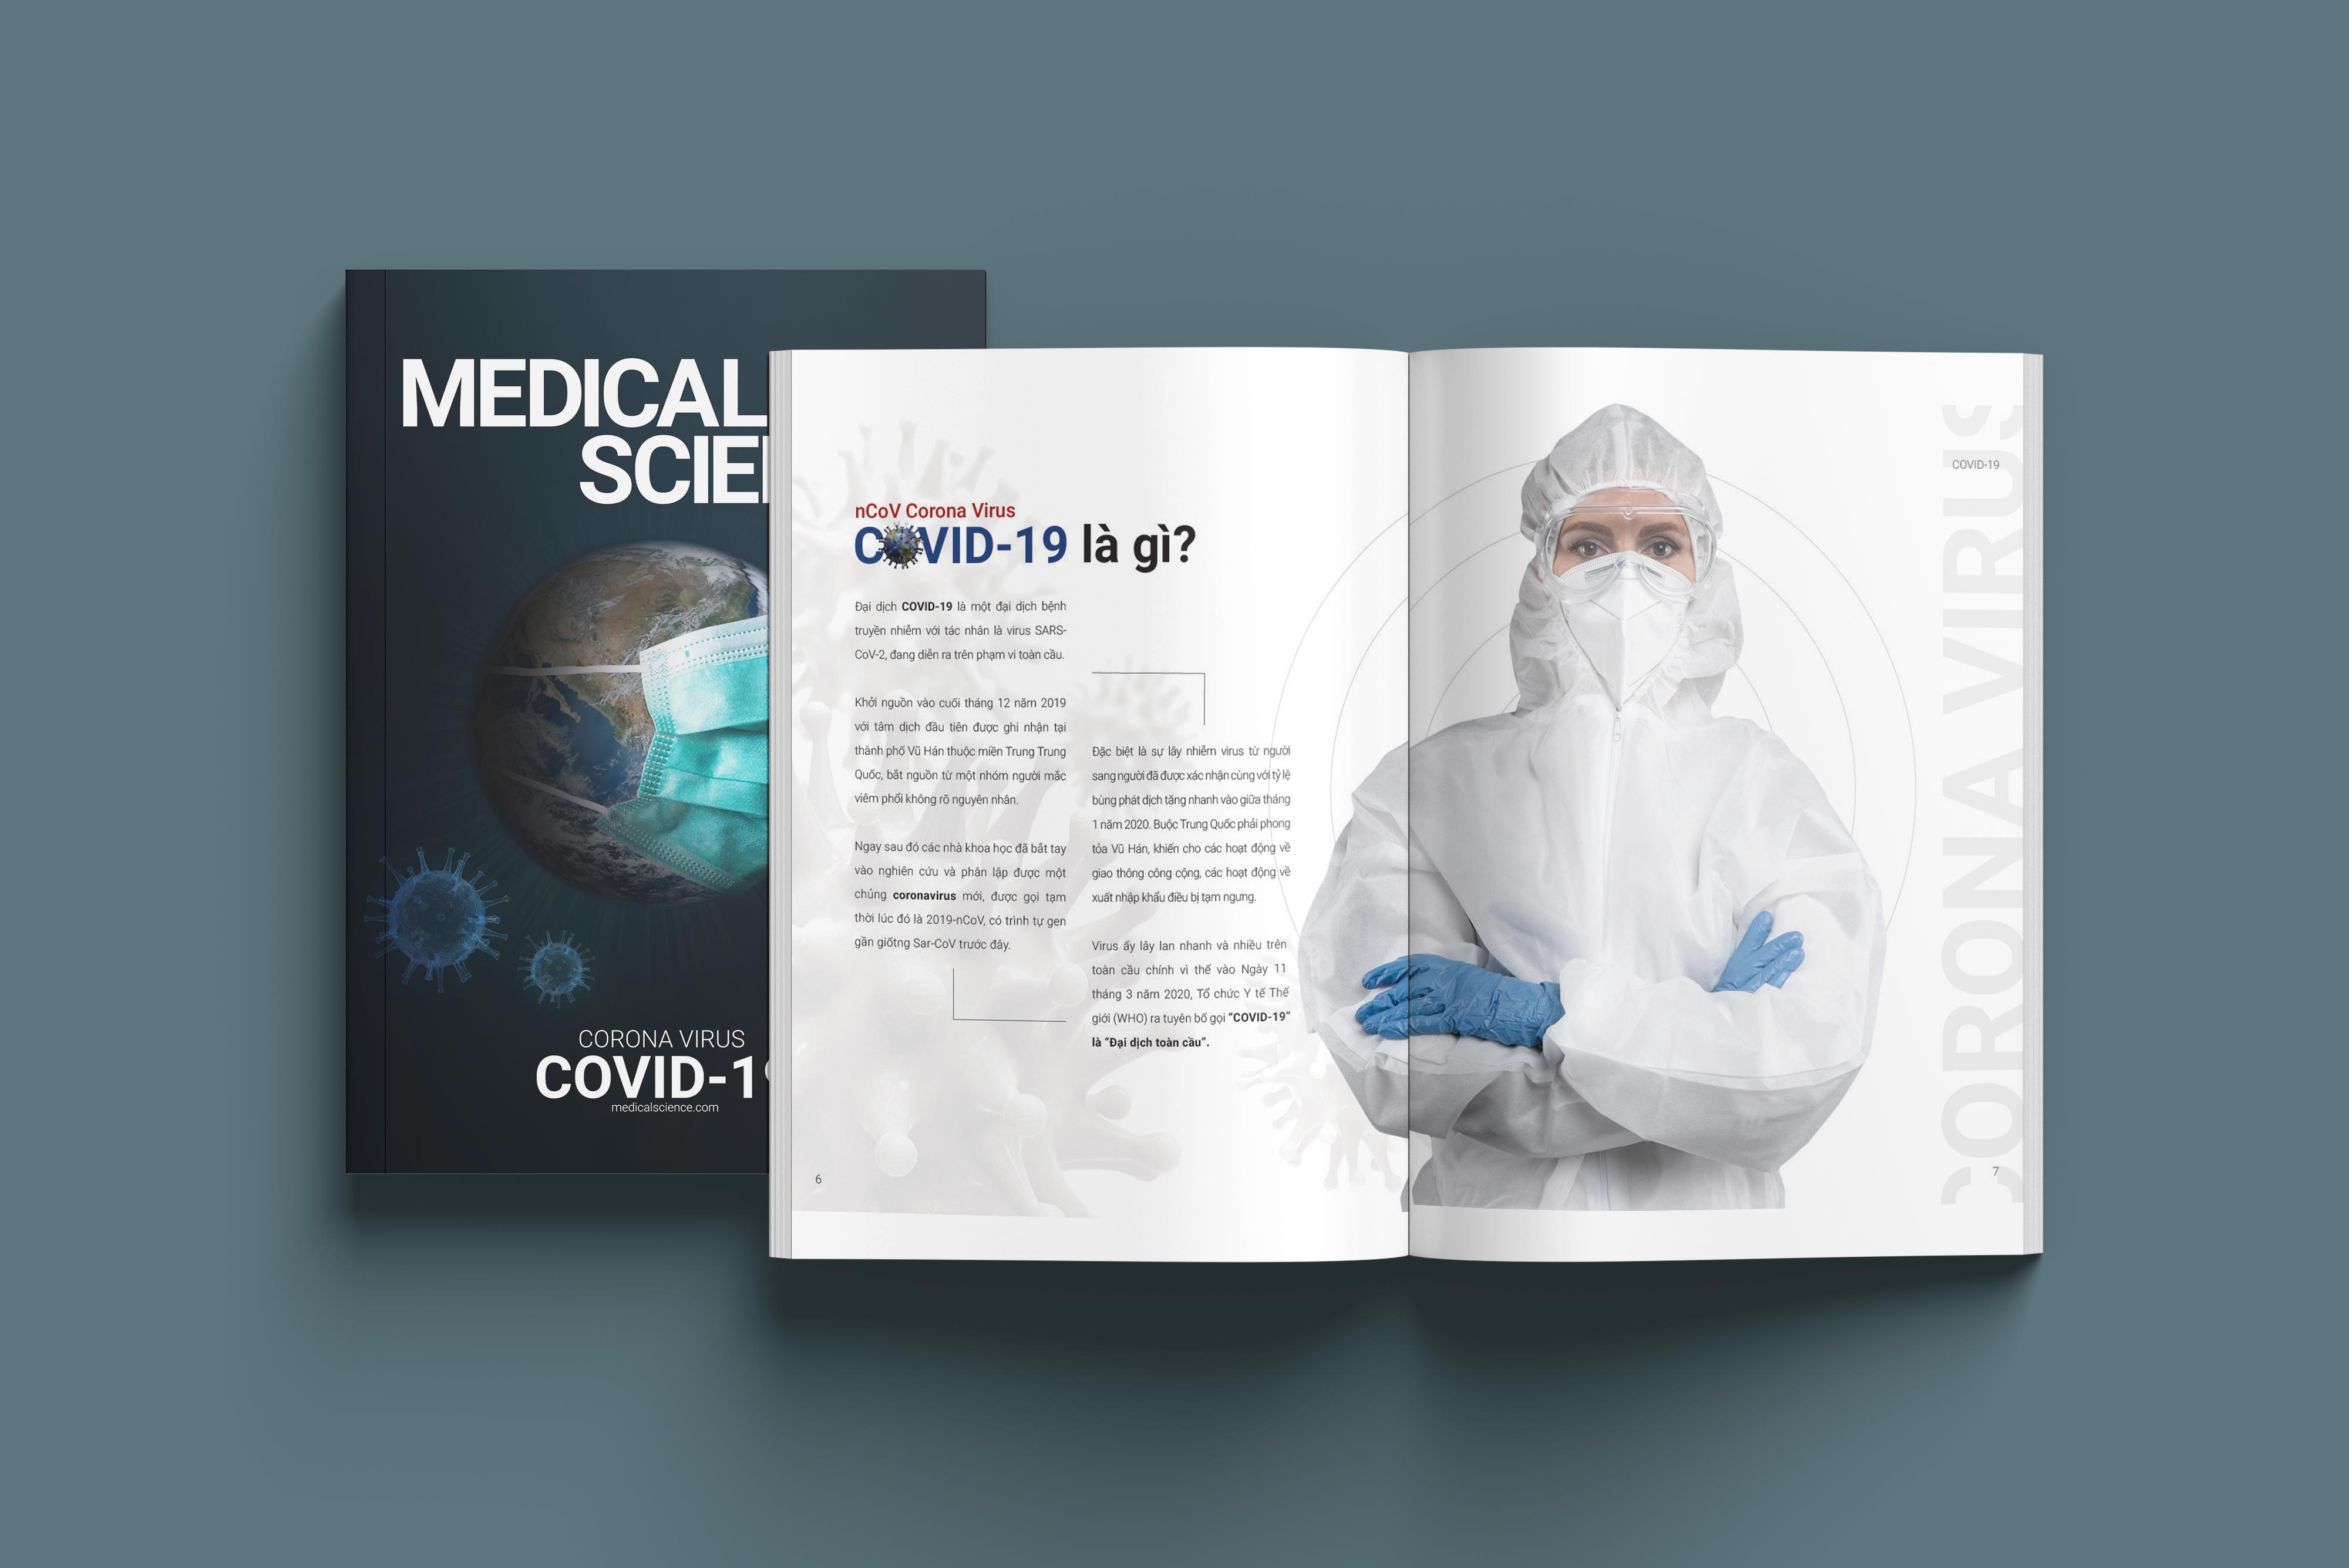 MEDICAL
SCIE
CORONA VIRUS
COVID-19
medicalscience.com
nCoV Corona Virus
COVID-19 là gì?
Đại dịch COVID-19 là một đại dịch bệnh
truyền nhiễm với tác nhân là virus SARS-
CoV-2, đang diễn ra trên phạm vi toàn cầu.
Khởi nguồn vào cuối tháng 12 năm 2019
với tâm dịch đầu tiên được ghi nhận tại
thành phố Vũ Hán thuộc miền Trung Trung
Quốc, bắt nguồn từ một nhóm người mắc
viêm phổi không rõ nguyên nhân.
Ngay sau đó các nhà khoa học đã bắt tay
vào nghiên cứu và phân lập được một
chủng coronavirus mới, được gọi tạm
thời lúc đó là 2019-nCoV, có trình tự gen
gần giốtng Sar-CoV trước đây.
Đặc biệt là sự lây nhiễm virus từ người
sang người đã được xác nhận cùng với tỷ lệ
bùng phát dịch tăng nhanh vào giữa tháng
1 năm 2020. Buộc Trung Quốc phải phong
tỏa Vũ Hán, khiến cho các hoạt động về
giao thông công cộng, các hoạt động về
xuất nhập khẩu điều bị tạm ngưng.
Virus ấy lây lan nhanh và nhiều trên
toàn cầu chính vì thế vào Ngày 11
tháng 3 năm 2020, Tổ chức Y tế Thế
giới (WHO) ra tuyên bố gọi “COVID-19”
là “Đại dịch toàn cầu”.
6
COVID-19
CORONA VIRUS
7